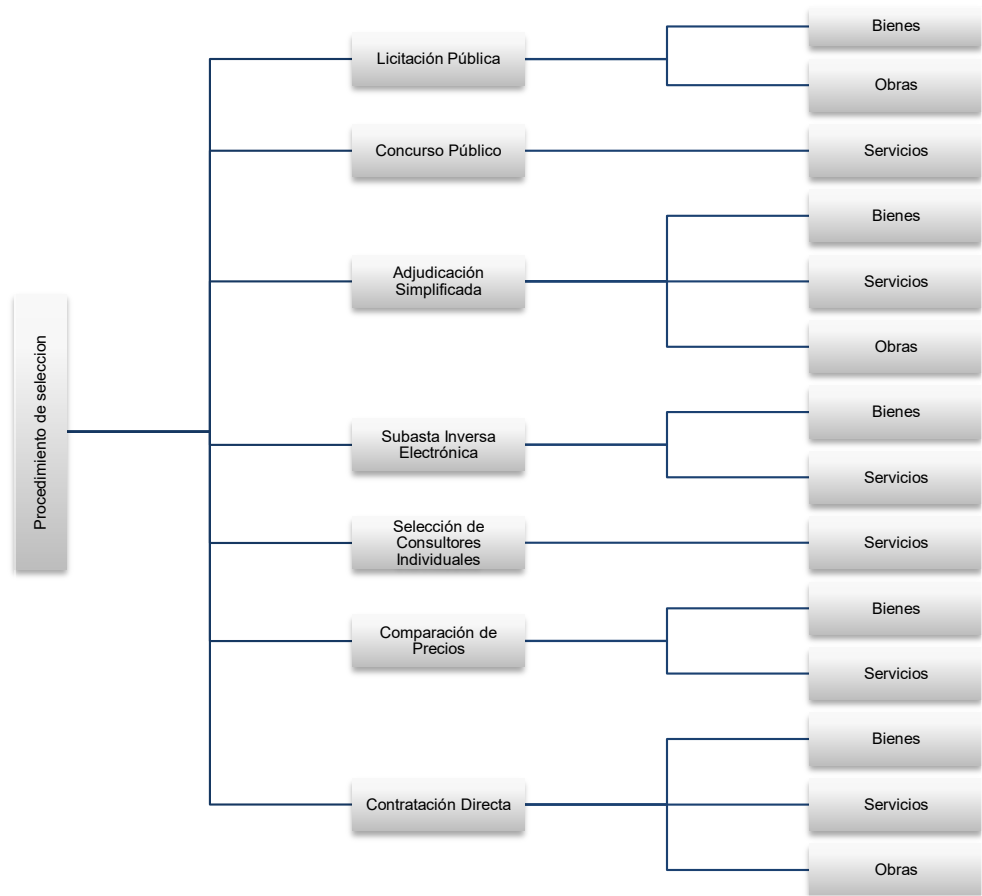 Procedimiento de seleccion
Licitación Pública
Bienes
Obras
Concurso Público
Servicios
Adjudicación
Simplificada
Bienes
Servicios
Obras
Subasta Inversa
Electrónica
Bienes
Servicios
Selección de
Consultores
Individuales
Servicios
Comparación de
Precios
Bienes
Servicios
Contratación Directa
Bienes
Servicios
Obras